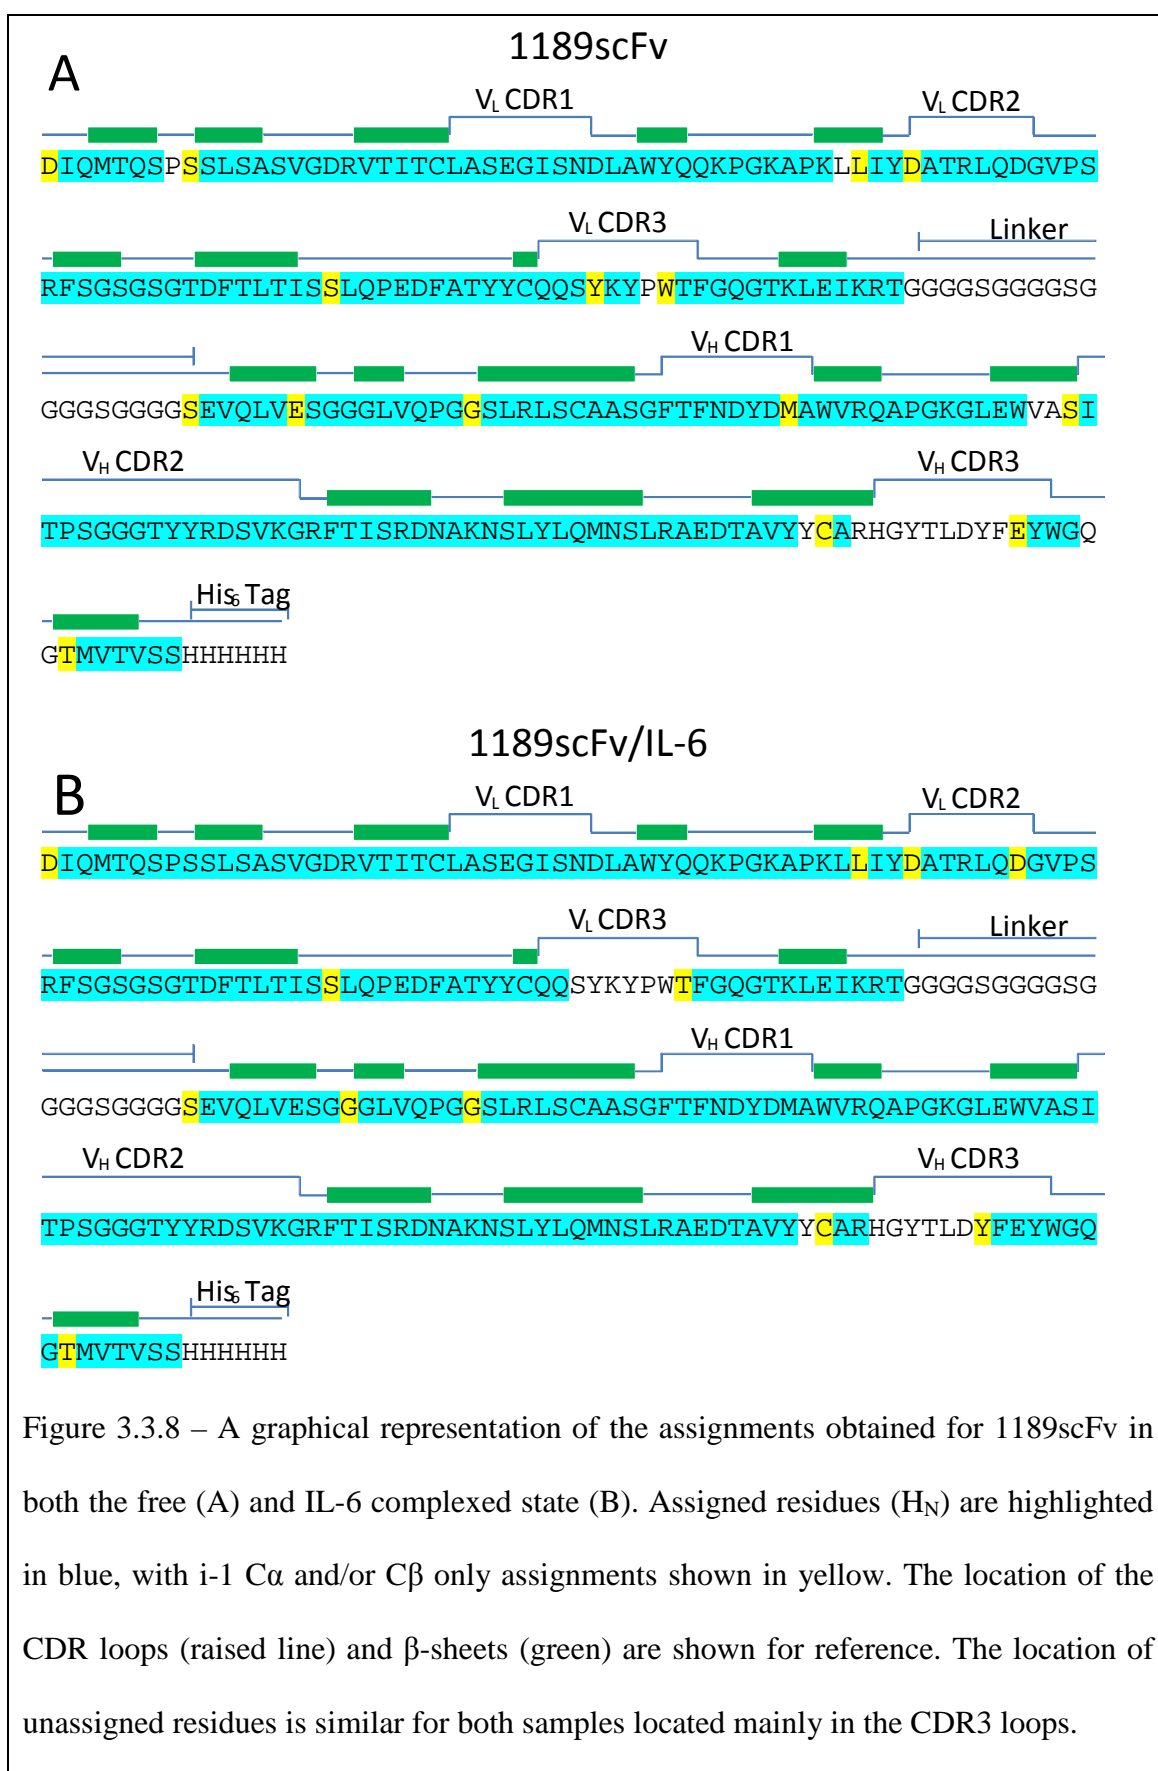 1189scFv
A
VL CDR1
VL CDR2
DIQMTQSPSSLSASVGDRVTITCLASEGISNDLAWYQQKPGKAPKLLIYDATRLQDGVPS
VL CDR3
Linker
RFSGSGSGTDFTLTISSLQPEDFATYYCQQSYKYPWTFGQGTKLEIKRTGGGGSGGGGSG
VH CDR1
GGGSGGGGSEVQLVESGGGLVQPGGSLRLSCAASGFTFNDYDMAWVRQAPGKGLEWVASI
VH CDR2
VH CDR3
TPSGGGTYYRDSVKGRFTISRDNAKNSLYLQMNSLRAEDTAVYYCARHGYTLDYFEYWGQ
His6 Tag
GTMVTVSSHHHHHH
1189scFv/IL-6
B
VL CDR1
VL CDR2
DIQMTQSPSSLSASVGDRVTITCLASEGISNDLAWYQQKPGKAPKLLIYDATRLQDGVPS
VL CDR3
Linker
RFSGSGSGTDFTLTISSLQPEDFATYYCQQSYKYPWTFGQGTKLEIKRTGGGGSGGGGSG
VH CDR1
GGGSGGGGSEVQLVESGGGLVQPGGSLRLSCAASGFTFNDYDMAWVRQAPGKGLEWVASI
VH CDR2
VH CDR3
TPSGGGTYYRDSVKGRFTISRDNAKNSLYLQMNSLRAEDTAVYYCARHGYTLDYFEYWGQ
His6 Tag
GTMVTVSSHHHHHH
Figure 3.3.8 – A graphical representation of the assignments obtained for 1189scFv in
both the free (A) and IL-6 complexed state (B). Assigned residues (HN) are highlighted
in blue, with i-1 Cα and/or Cβ only assignments shown in yellow. The location of the
CDR loops (raised line) and β-sheets (green) are shown for reference. The location of
unassigned residues is similar for both samples located mainly in the CDR3 loops.